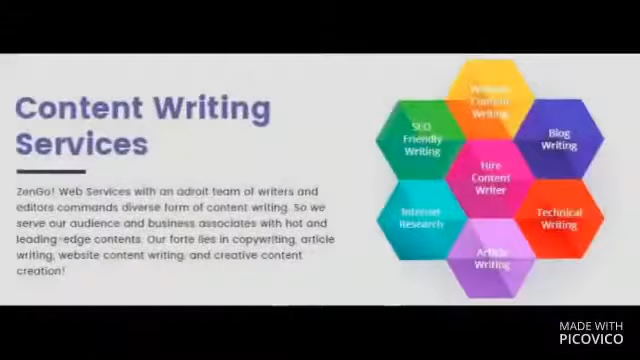 Content Writing
Services
ZenGo! Web Services with an adroit team of writers and
editors commands diverse form of content writing. So we
serve our audience and business associates with hot and
leading-edge contents. Our forte lies in copywriting, article
writing, website content writing, and creative content
creation!
Website
Content
Writing
SEO
Friendly
Writing
Blog
Writing
Hire
Content
Writer
Internet
Research
Technical
Writing
Article
Writing
MADE WITH
PICOVICO